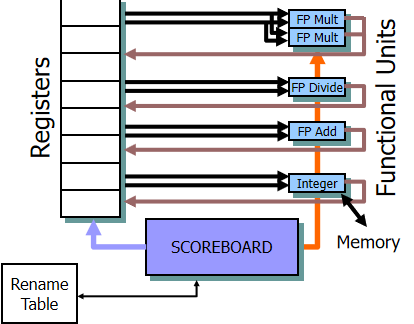 Registers
FP Mult
FP Mult
FP Divide
FP Add
Integer
Functional Units
Memory
SCOREBOARD
Rename
Table